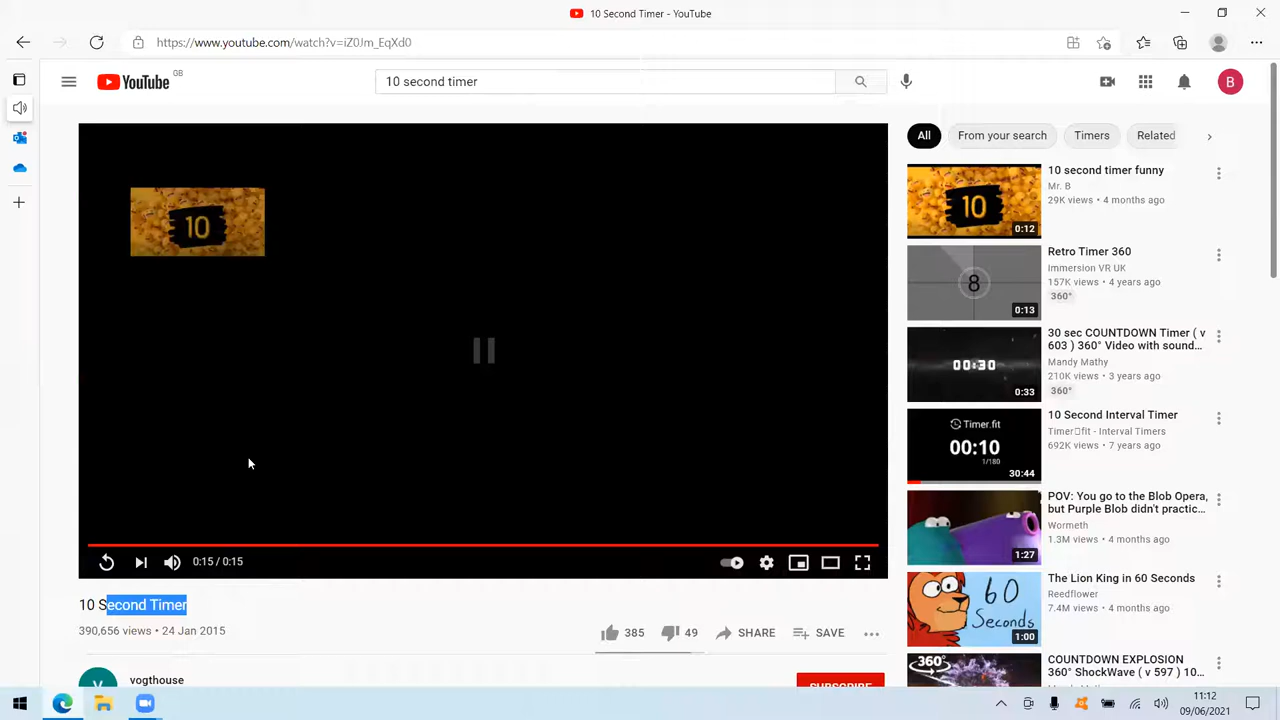 10 Second Timer - YouTube
https://www.youtube.com/watch?v=iZ0Jm_EqXd0
YouTube GB
10 second timer
B
All
From your search
Timers
Related
10
10
0:12
10 second timer funny
Mr. B
29K views • 4 months ago
8
0:13
Retro Timer 360
Immersion VR UK
157K views • 4 years ago
360°
00:30
0:33
30 sec COUNTDOWN Timer ( v
603 ) 360° Video with sound...
Mandy Mathy
210K views • 3 years ago
360°
Timer.fit
00:10
1/180
30:44
10 Second Interval Timer
Timer▯fit - Interval Timers
692K views • 7 years ago
1:27
POV: You go to the Blob Opera,
but Purple Blob didn't practic...
Wormeth
1.3M views • 4 months ago
60
Seconds
1:00
The Lion King in 60 Seconds
Reedflower
7.4M views • 4 months ago
360°
COUNTDOWN EXPLOSION
360° ShockWave ( v 597 ) 10...
0:15 / 0:15
10 Second Timer
390,656 views • 24 Jan 2015
385
49
SHARE
SAVE
V
vogthouse
SUBSCRIBE
11:12
09/06/2021